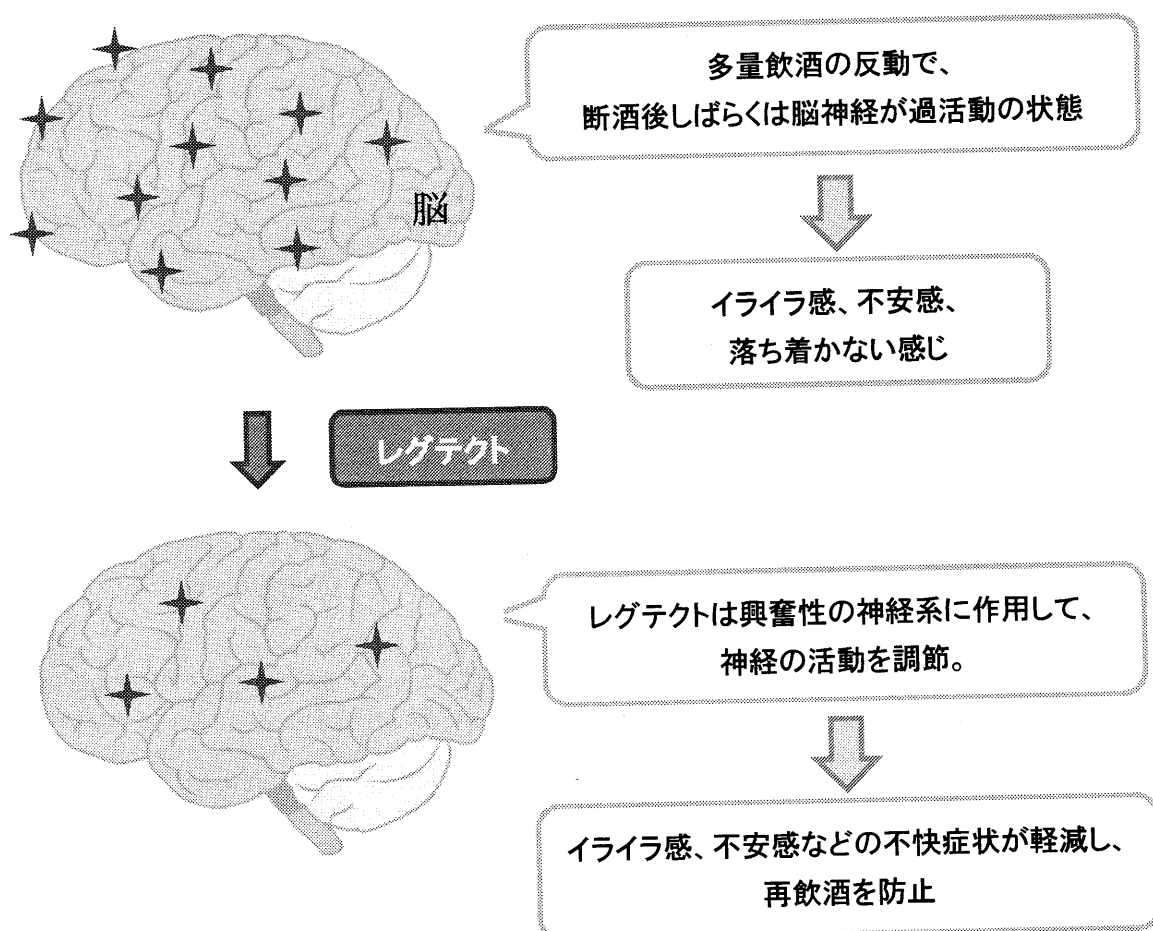 多量飲酒の反動で、
断酒後しばらくは脳神経が過活動の状態
脳
イライラ感、不安感、
落ち着かない感じ
レグテクト
レグテクトは興奮性の神経系に作用して、
神経の活動を調節。
イライラ感、不安感などの不快症状が軽減し、
再飲酒を防止